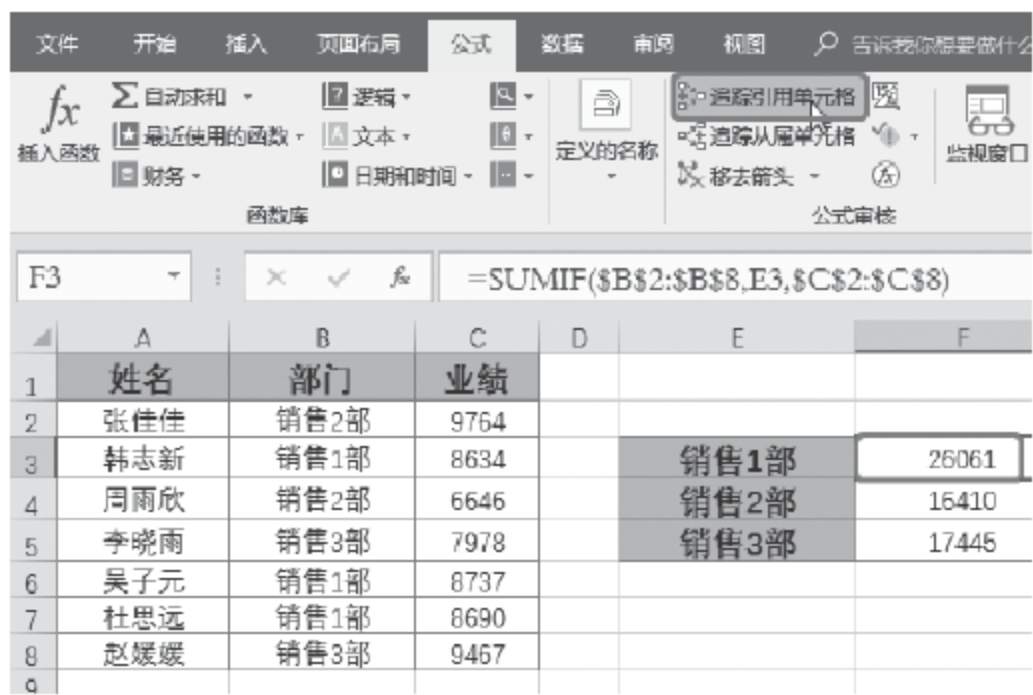 文件 开始 插入 页面布局 公式 数据 审阅 视图 告诉我你想要做什么
fx 插入函数
Σ 自动求和
最近使用的函数
财务
逻辑
文本
日期和时间
函数库
定义的名称
追踪引用单元格
追踪从属单元格
移去箭头
公式审核
监视窗口
F3 fx =SUMIF($B$2:$B$8,E3,$C$2:$C$8)
A B C D E F
1 姓名 部门 业绩
2 张佳佳 销售2部 9764
3 韩志新 销售1部 8634 销售1部 26061
4 周雨欣 销售2部 6646 销售2部 16410
5 李晓雨 销售3部 7978 销售3部 17445
6 吴子元 销售1部 8737
7 杜思远 销售1部 8690
8 赵媛媛 销售3部 9467
9